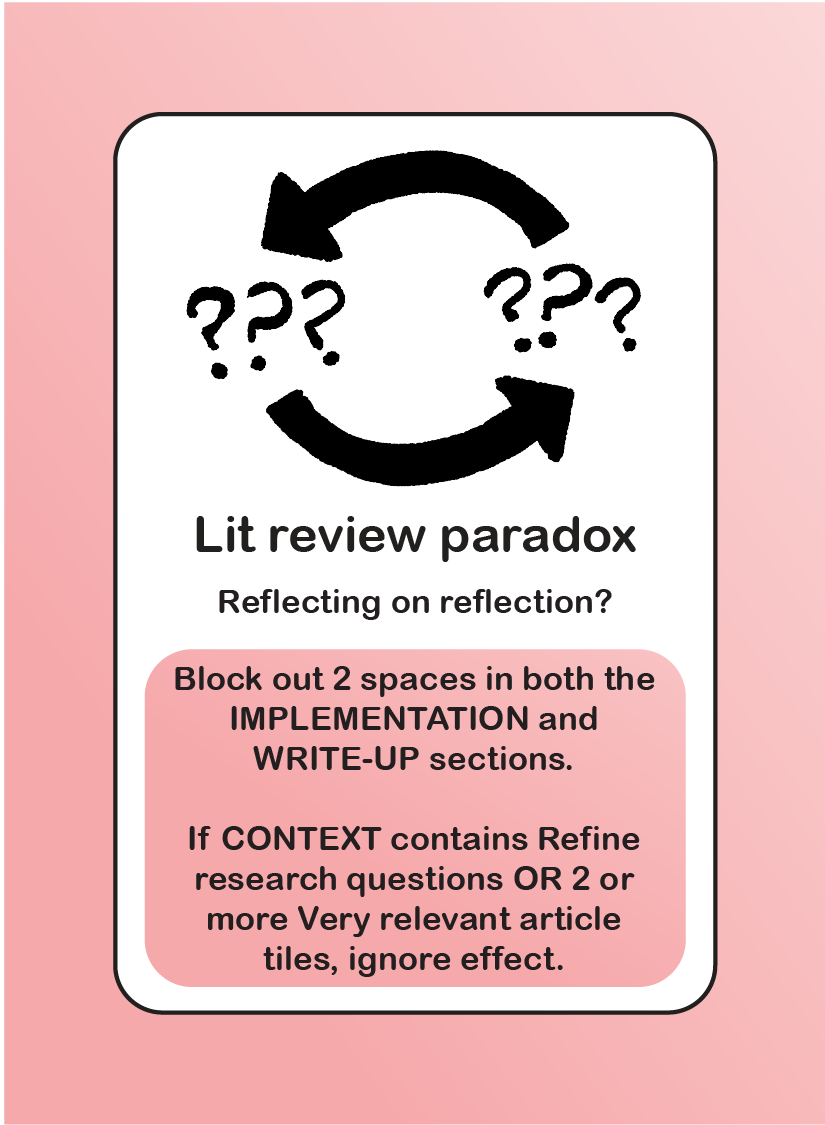 ??? ???
Lit review paradox
Reflecting on reflection?
Block out 2 spaces in both the
IMPLEMENTATION and
WRITE-UP sections.
If CONTEXT contains Refine
research questions OR 2 or
more Very relevant article
tiles, ignore effect.